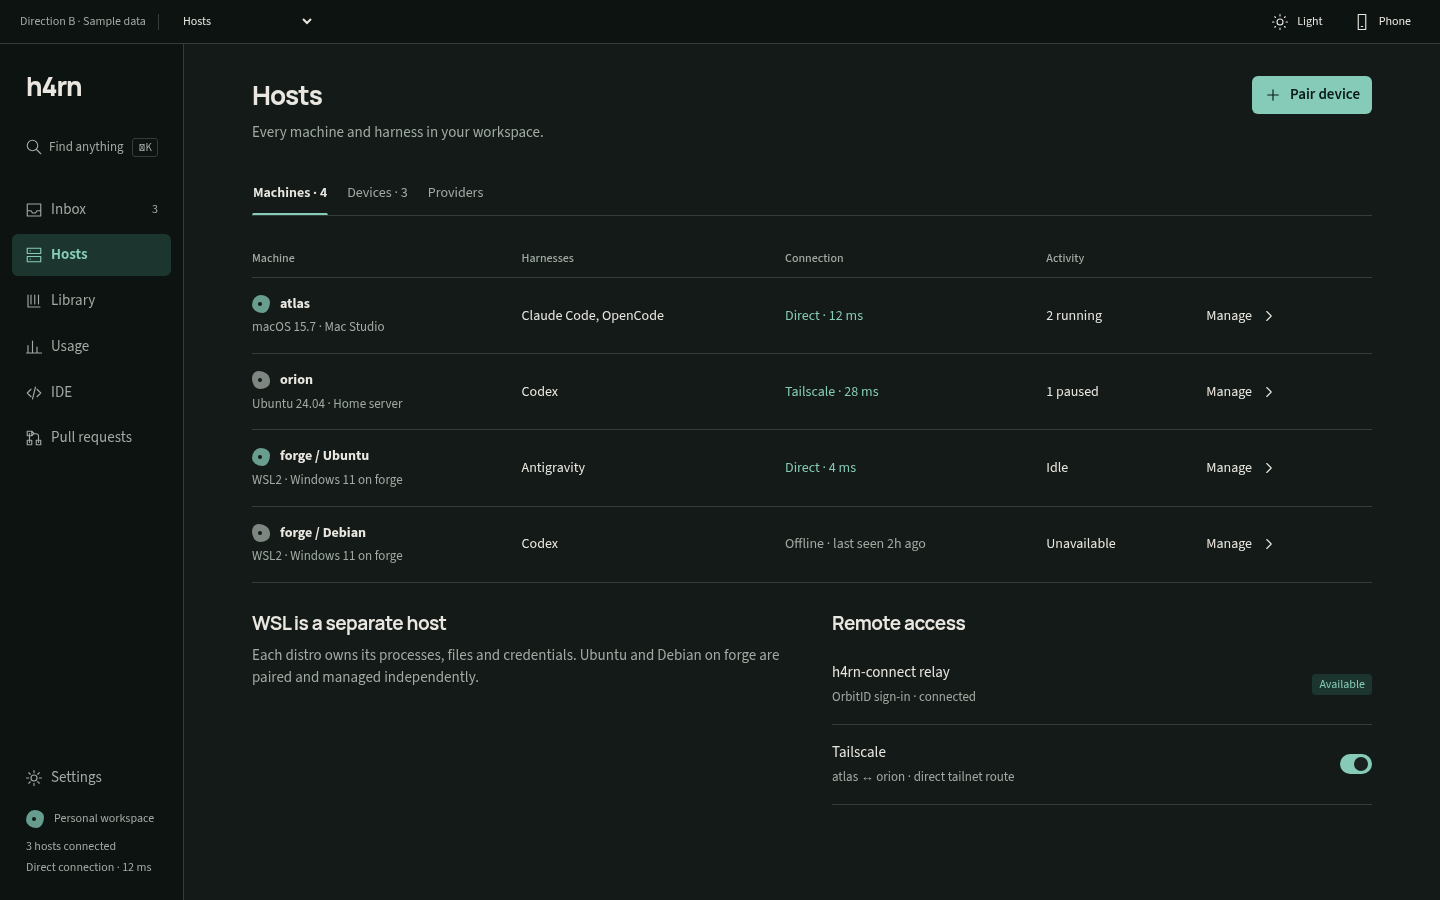 Direction B · Sample data
Hosts
Light
Phone
h4rn
Find anything
K
Inbox
3
Hosts
Library
Usage
IDE
Pull requests
Settings
Personal workspace
3 hosts connected
Direct connection · 12 ms
Hosts
Pair device
Every machine and harness in your workspace.
Machines · 4
Devices · 3
Providers
Machine
Harnesses
Connection
Activity
atlas
macOS 15.7 · Mac Studio
Claude Code, OpenCode
Direct · 12 ms
2 running
Manage
orion
Ubuntu 24.04 · Home server
Codex
Tailscale · 28 ms
1 paused
Manage
forge / Ubuntu
WSL2 · Windows 11 on forge
Antigravity
Direct · 4 ms
Idle
Manage
forge / Debian
WSL2 · Windows 11 on forge
Codex
Offline · last seen 2h ago
Unavailable
Manage
WSL is a separate host
Each distro owns its processes, files and credentials. Ubuntu and Debian on forge are
paired and managed independently.
Remote access
h4rn-connect relay
OrbitID sign-in · connected
Available
Tailscale
atlas ↔ orion · direct tailnet route